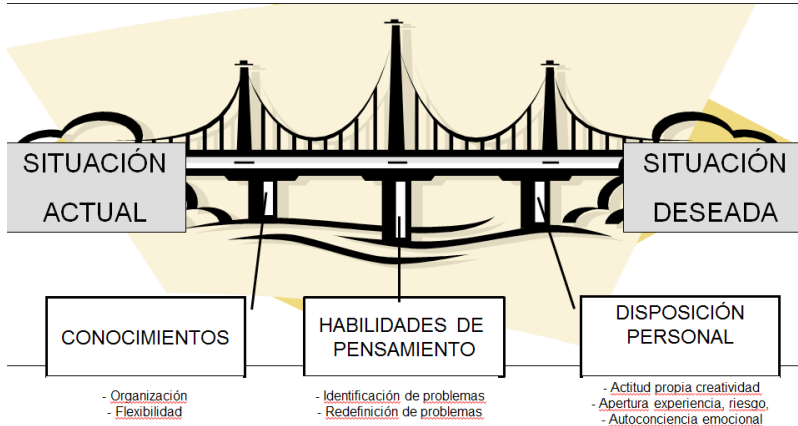 SITUACIÓN
ACTUAL
SITUACIÓN
DESEADA
CONOCIMIENTOS
HABILIDADES DE
PENSAMIENTO
DISPOSICIÓN
PERSONAL
- Organización
- Flexibilidad
- Identificación de problemas
- Redefinición de problemas
- Actitud propia creatividad
- Apertura experiencia, riesgo,
- Autoconciencia emocional